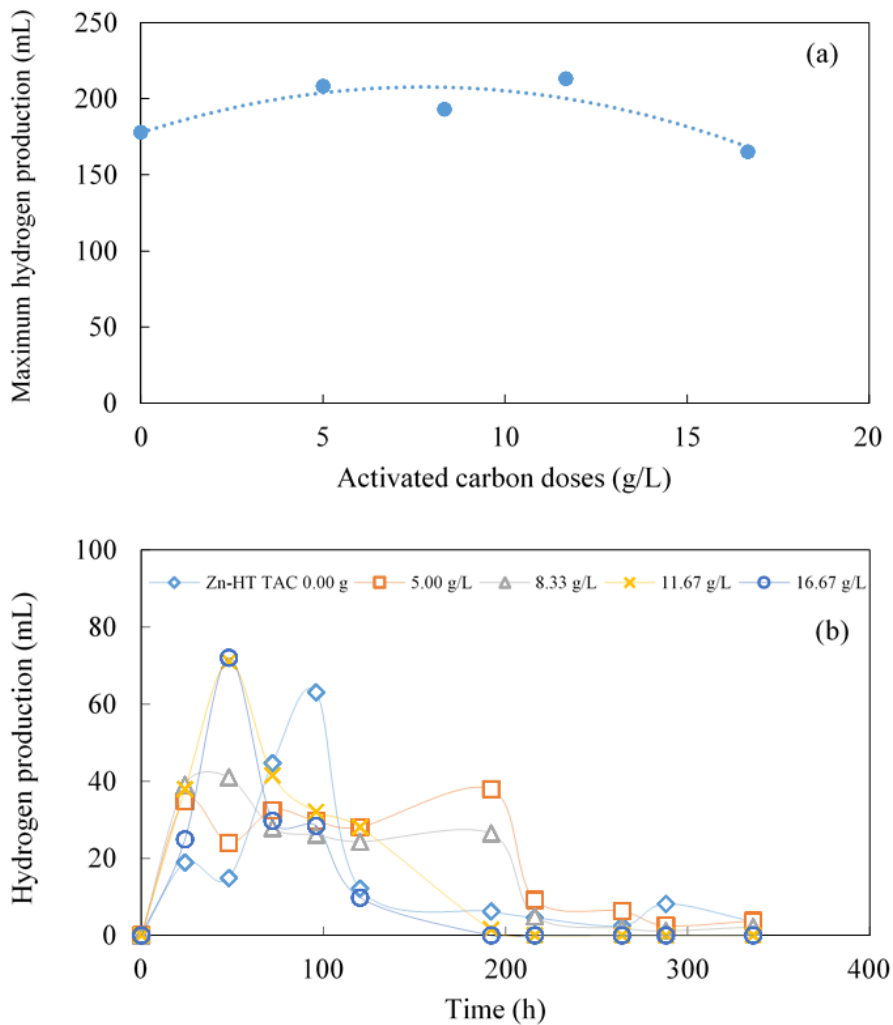 Maximum hydrogen production (mL)
250
200
150
100
50
0
(a)
0 5 10 15 20
Activated carbon doses (g/L)
Hydrogen production (mL)
100
80
60
40
20
0
Zn-HT TAC 0.00 g 5.00 g/L 8.33 g/L 11.67 g/L 16.67 g/L
(b)
0 100 200 300 400
Time (h)